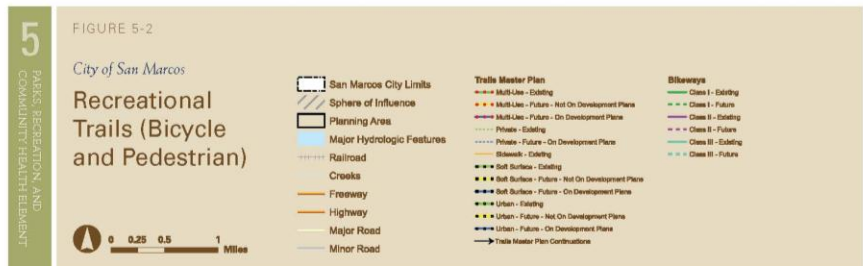 5
PARKS, RECREATION, AND
COMMUNITY HEALTH ELEMENT
FIGURE 5-2
City of San Marcos
Recreational
Trails (Bicycle
and Pedestrian)
0 0.25 0.5 1
Miles
San Marcos City Limits
Sphere of Influence
Planning Area
Major Hydrologic Features
Railroad
Creeks
Freeway
Highway
Major Road
Minor Road
Trails Master Plan
Multi-Use - Existing
Multi-Use - Future - Not On Development Plans
Multi-Use - Future - On Development Plans
Private - Existing
Private - Future - On Development Plans
Sidewalk - Existing
Soft Surface - Existing
Soft Surface - Future - Not On Development Plans
Soft Surface - Future - On Development Plans
Urban - Existing
Urban - Future - Not On Development Plans
Urban - Future - On Development Plans
Trails Master Plan Continuations
Bikeways
Class I - Existing
Class I - Future
Class II - Existing
Class II - Future
Class III - Existing
Class III - Future